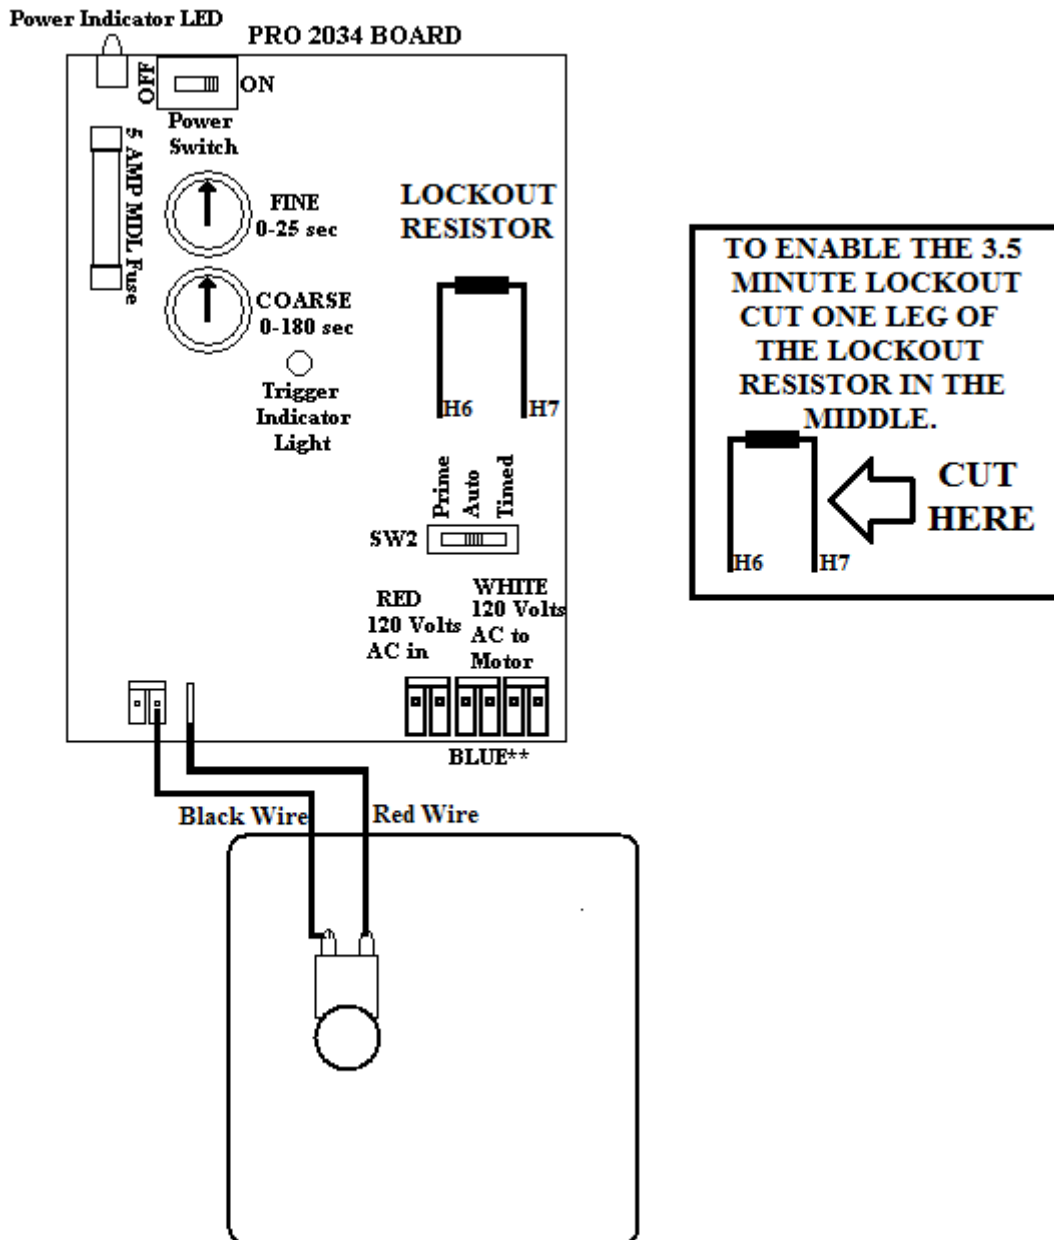 Power Indicator LED
PRO 2034 BOARD
OFF
ON
Power
Switch
5 AMP MDL Fuse
FINE
0-25 sec
COARSE
0-180 sec
Trigger
Indicator
Light
LOCKOUT
RESISTOR
H6
H7
Prime
Auto
Timed
SW2
RED
120 Volts
AC in
WHITE
120 Volts
AC to
Motor
BLUE**
Black Wire
Red Wire
TO ENABLE THE 3.5
MINUTE LOCKOUT
CUT ONE LEG OF
THE LOCKOUT
RESISTOR IN THE
MIDDLE.
CUT
HERE
H6
H7